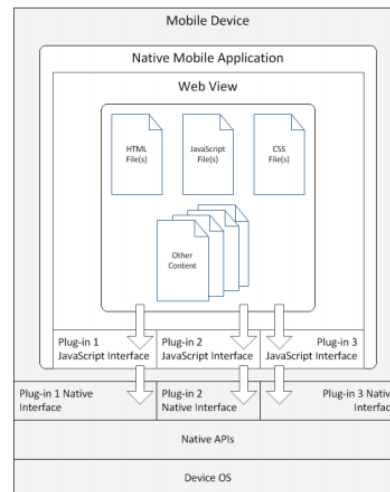 Mobile Device
Native Mobile Application
Web View
HTML
File(s)
JavaScript
File(s)
CSS
File(s)
Other
Content
Plug-in 1
JavaScript Interface
Plug-in 2
JavaScript Interface
Plug-in 3
JavaScript Interface
Plug-in 1 Native
Interface
Plug-in 2
Native Interface
Plug-in 3 Native
Interface
Native APIs
Device OS